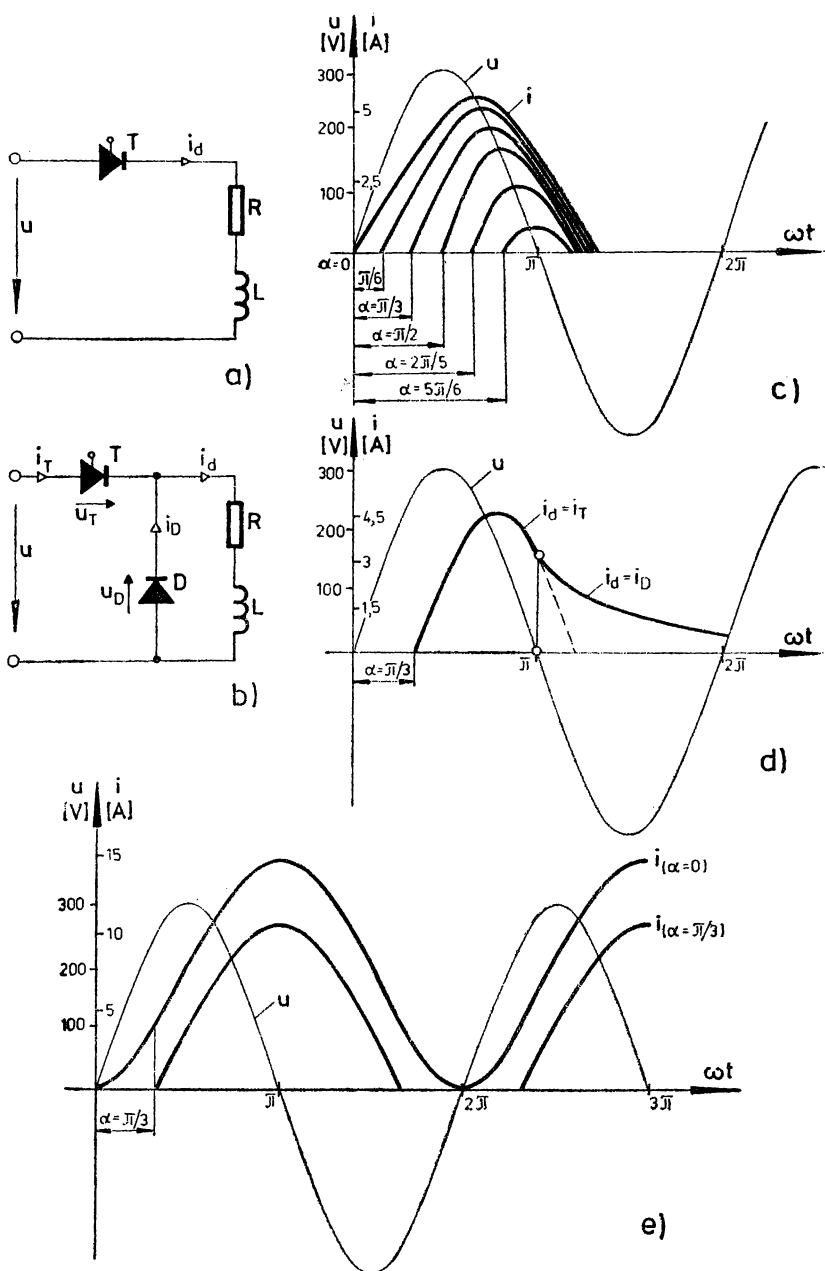 T
i_d
u
R
L
a)
u i
[V] [A]
300
200
100
5
2,5
u
i
ωt
α=0
π
2π
π/6
α=π/3
α=π/2
α=2π/5
α=5π/6
c)
i_T T i_d
u_T
i_D
u
u_D D
R
L
b)
u i
[V] [A]
300
100
4,5
3
1,5
u
i_d=i_T
i_d=i_D
ωt
α=π/3
π
2π
d)
u i
[V] [A]
300
200
100
15
10
5
i(α=0)
i(α=π/3)
u
ωt
α=π/3
π
2π
3π
e)